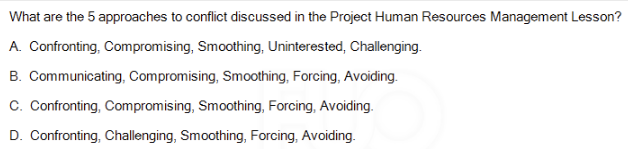 What are the 5 approaches to conflict discussed in the Project Human Resources Management Lesson?
A. Confronting, Compromising, Smoothing, Uninterested, Challenging.
B. Communicating, Compromising, Smoothing, Forcing, Avoiding.
C. Confronting, Compromising, Smoothing, Forcing, Avoiding.
D. Confronting, Challenging, Smoothing, Forcing, Avoiding.